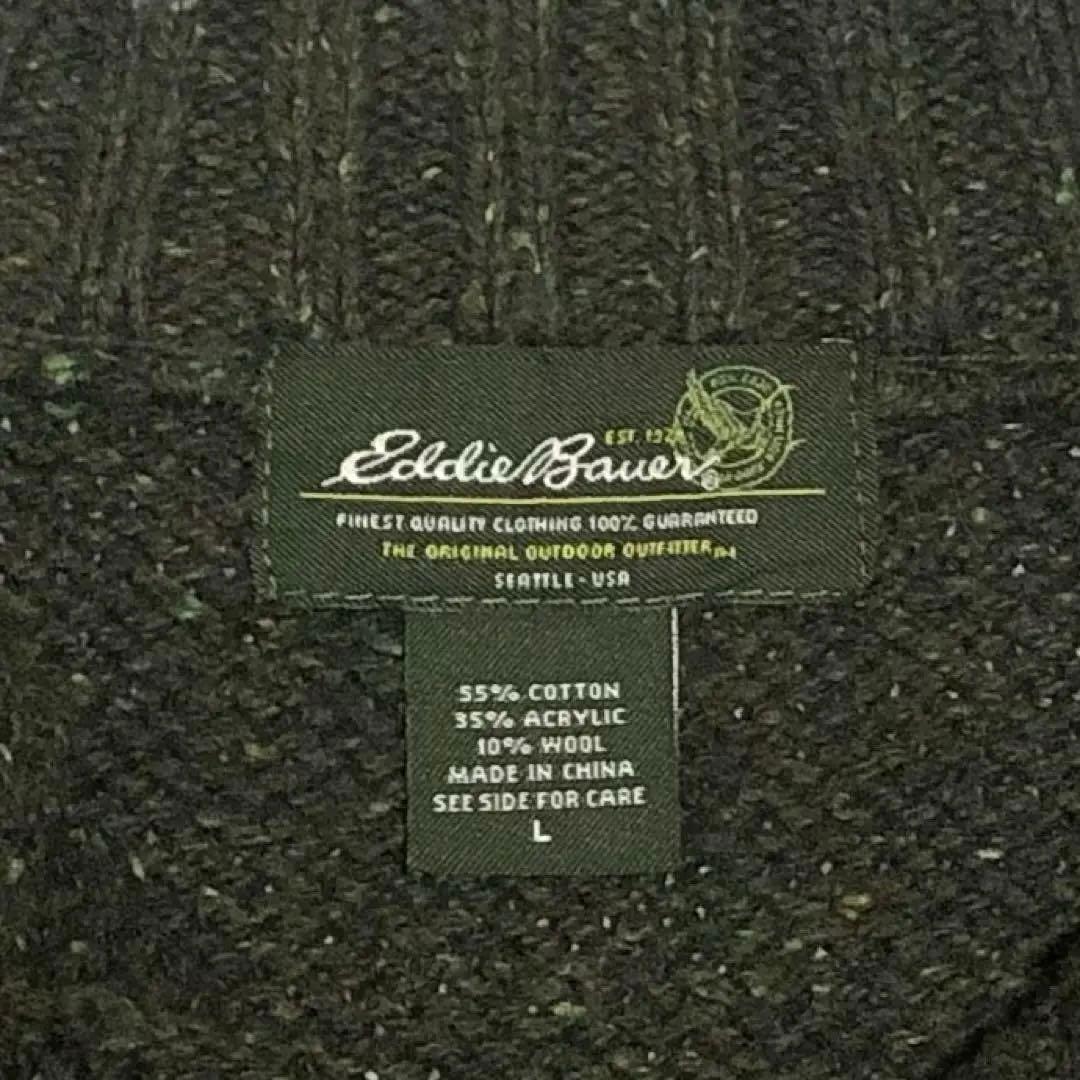 EST. 192
Eddie Bauer®
FINEST QUALITY CLOTHING 100% GUARANTEED
THE ORIGINAL OUTDOOR OUTFITTER
SEATTLE - USA
55% COTTON
35% ACRYLIC
10% WOOL
MADE IN CHINA
SEE SIDE FOR CARE
L